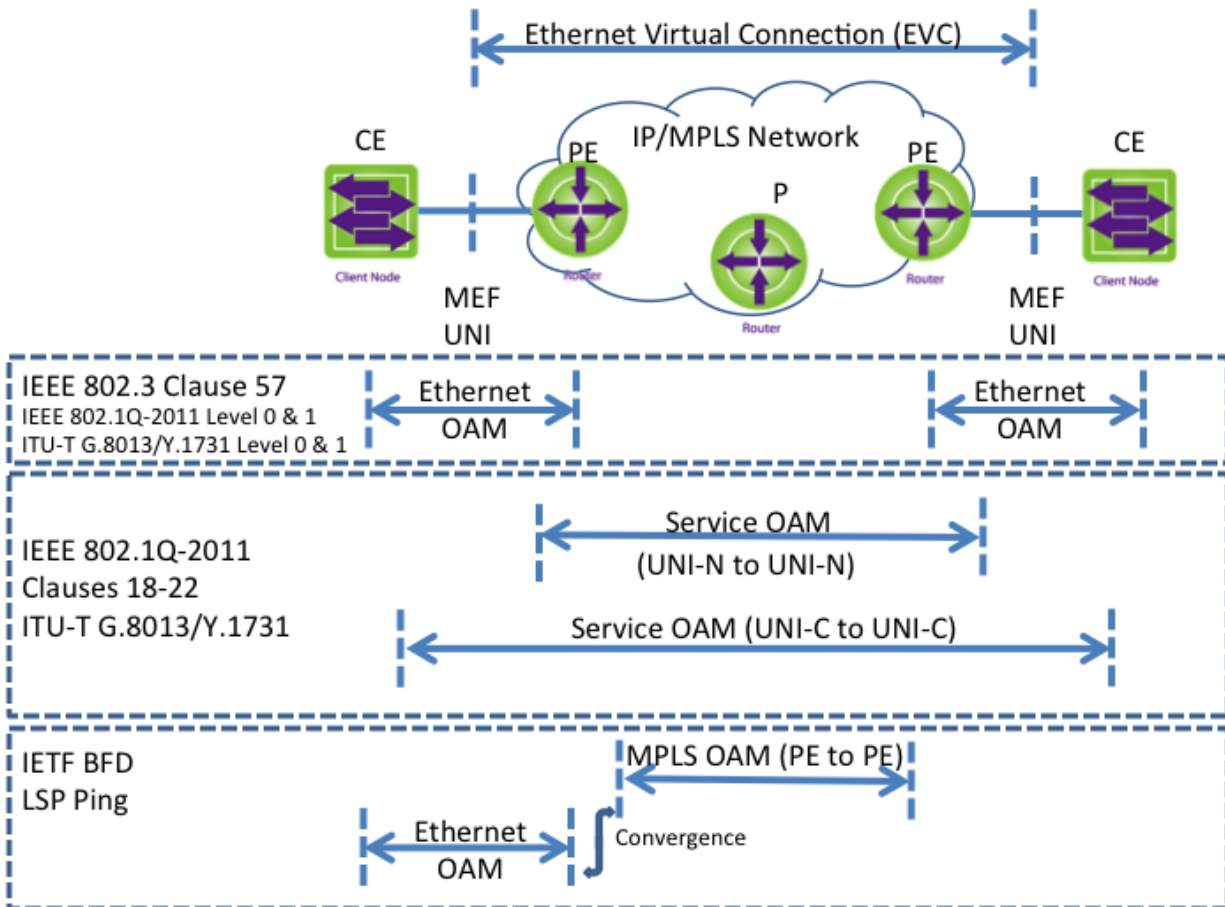 Ethernet Virtual Connection (EVC)
IP/MPLS Network
CE
PE
P
PE
CE
Client Node
Router
Router
Router
Client Node
MEF
UNI
MEF
UNI
IEEE 802.3 Clause 57
IEEE 802.1Q-2011 Level 0 & 1
ITU-T G.8013/Y.1731 Level 0 & 1
Ethernet
OAM
Ethernet
OAM
IEEE 802.1Q-2011
Clauses 18-22
ITU-T G.8013/Y.1731
Service OAM
(UNI-N to UNI-N)
Service OAM (UNI-C to UNI-C)
IETF BFD
LSP Ping
MPLS OAM (PE to PE)
Ethernet
OAM
Convergence